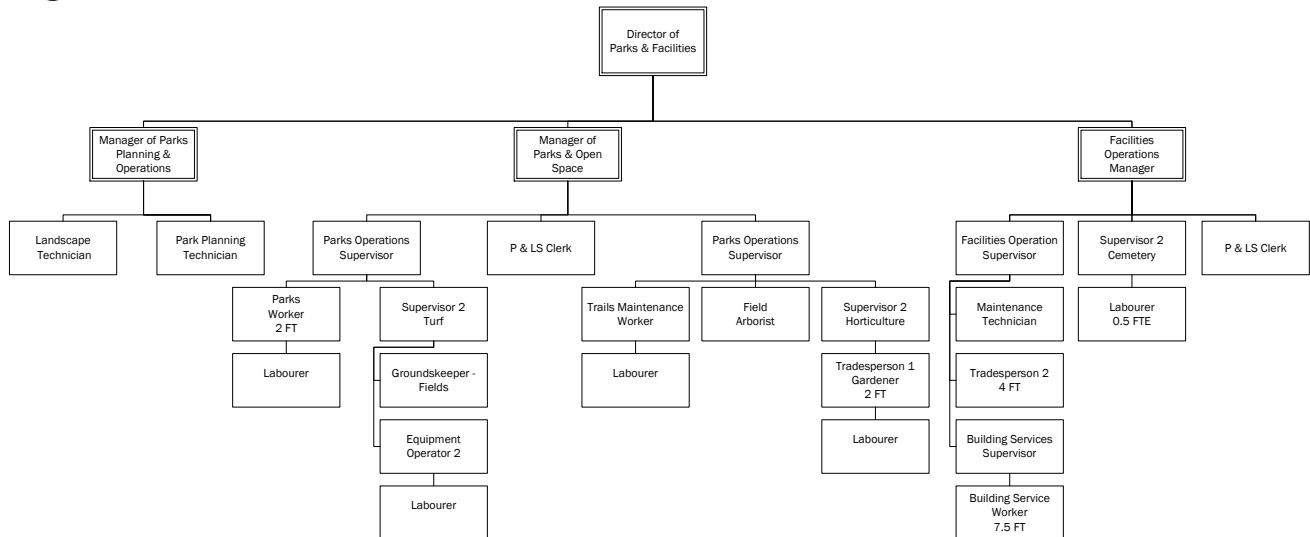 Director of
Parks & Facilities
Manager of Parks
Planning &
Operations
Manager of
Parks & Open
Space
Facilities
Operations
Manager
Landscape
Technician
Park Planning
Technician
Parks Operations
Supervisor
P & LS Clerk
Parks Operations
Supervisor
Facilities Operation
Supervisor
Supervisor 2
Cemetery
P & LS Clerk
Parks
Worker
2 FT
Supervisor 2
Turf
Trails Maintenance
Worker
Field
Arborist
Supervisor 2
Horticulture
Maintenance
Technician
Labourer
0.5 FTE
Labourer
Groundskeeper -
Fields
Labourer
Tradesperson 1
Gardener
2 FT
Tradesperson 2
4 FT
Equipment
Operator 2
Labourer
Building Services
Supervisor
Labourer
Building Service
Worker
7.5 FT